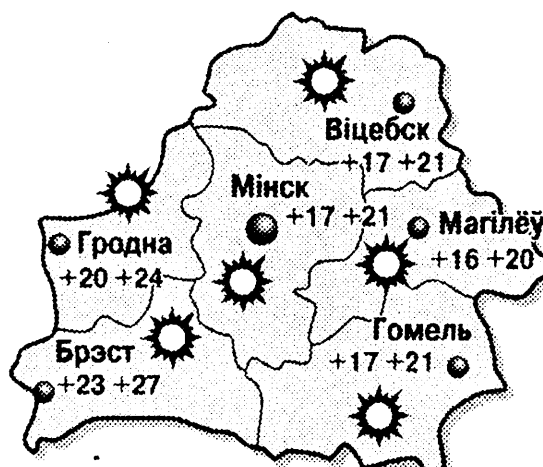 Віцебск
+17 +21
Мінск
+17 +21
Магілёў
+16 +20
Гродна
+20 +24
Гомель
+17 +21
Брэст
+23 +27